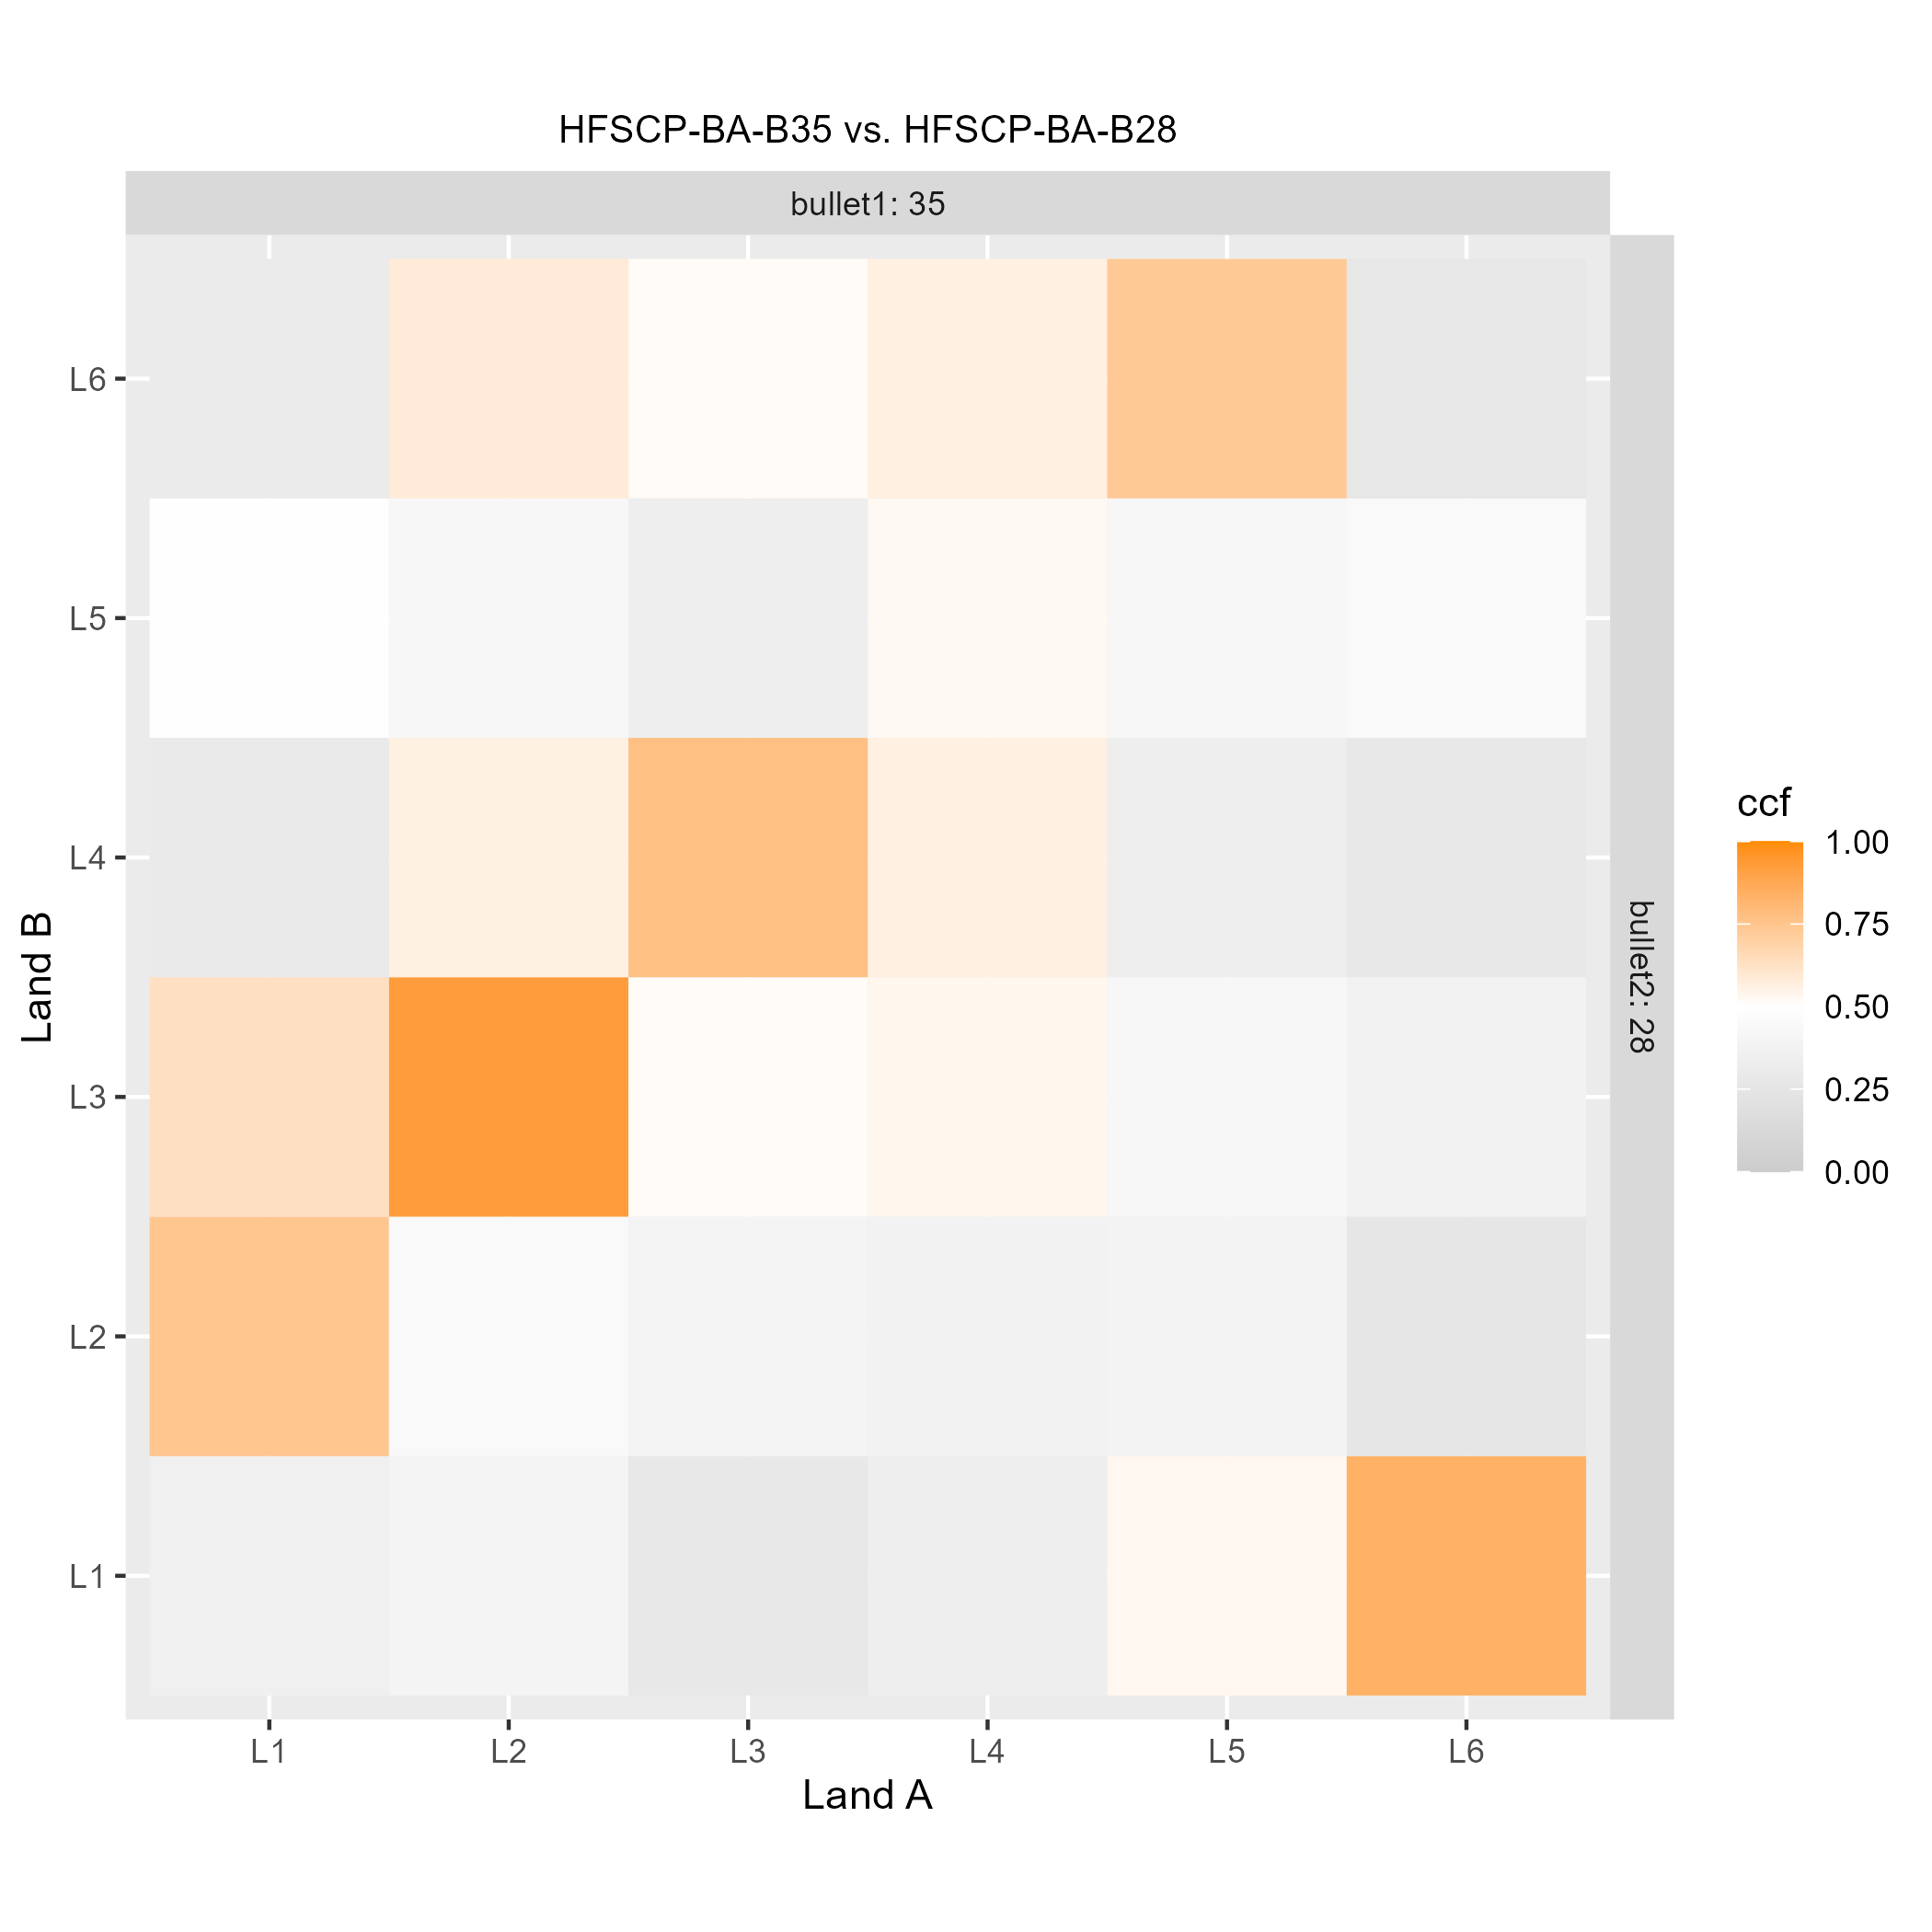 HFSCP-BA-B35 vs. HFSCP-BA-B28
bullet1: 35
L6
L5
L4
L3
L2
L1
Land B
bullet2: 28
ccf
1.00
0.75
0.50
0.25
0.00
L1 L2 L3 L4 L5 L6
Land A